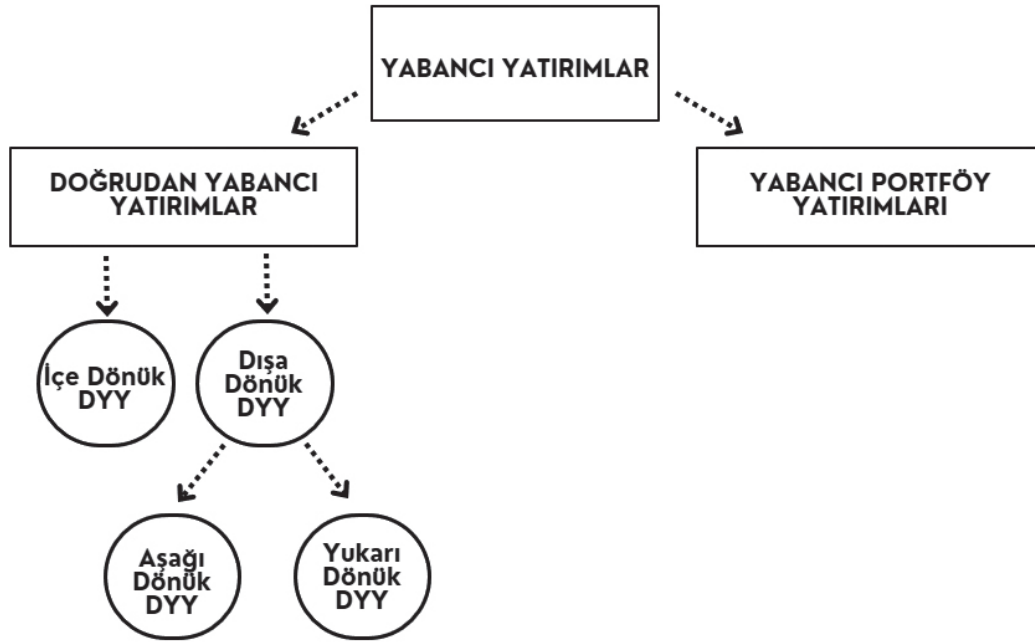 YABANCI YATIRIMLAR
DOĞRUDAN YABANCI
YATIRIMLAR
YABANCI PORTFÖY
YATIRIMLARI
İçe Dönük
DYY
Dışa
Dönük
DYY
Aşağı
Dönük
DYY
Yukarı
Dönük
DYY